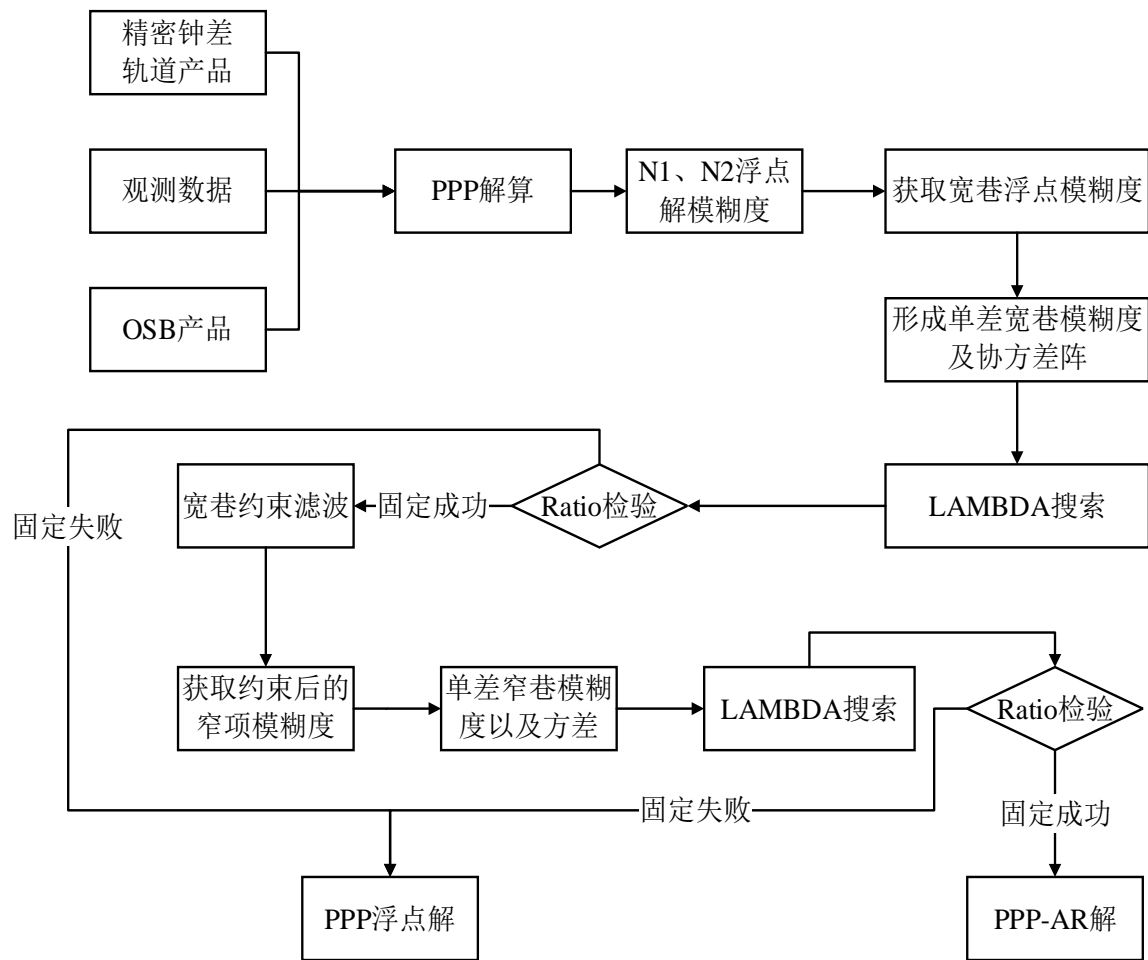 精密钟差
轨道产品
观测数据
OSB产品
PPP解算
N1、N2浮点
解模糊度
获取宽巷浮点模糊度
形成单差宽巷模糊度
及协方差阵
LAMBDA搜索
Ratio检验
固定成功
宽巷约束滤波
固定失败
获取约束后的
窄项模糊度
单差窄巷模糊
度以及方差
LAMBDA搜索
Ratio检验
固定失败
固定成功
PPP浮点解
PPP-AR解